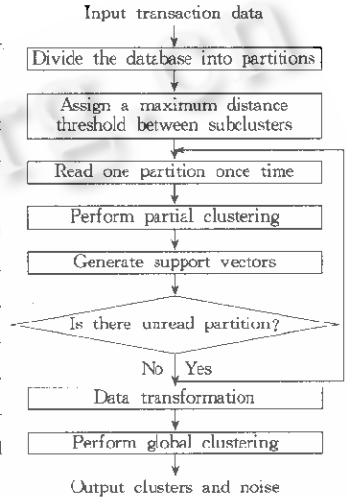 Input transaction data
Divide the database into partitions
Assign a maximum distance
threshold between subclusters
Read one partition once time
Perform partial clustering
Generate support vectors
Is there unread partition?
No Yes
Data transformation
Perform global clustering
Output clusters and noise